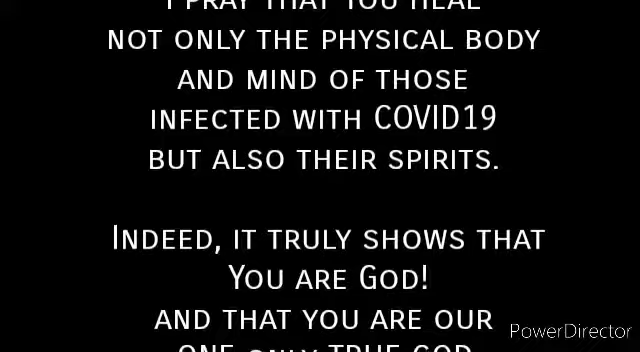 I PRAY THAT YOU HEAL
NOT ONLY THE PHYSICAL BODY
AND MIND OF THOSE
INFECTED WITH COVID19
BUT ALSO THEIR SPIRITS.
INDEED, IT TRULY SHOWS THAT
YOU ARE GOD!
AND THAT YOU ARE OUR
PowerDirector
ONE ONLY TRUE GOD